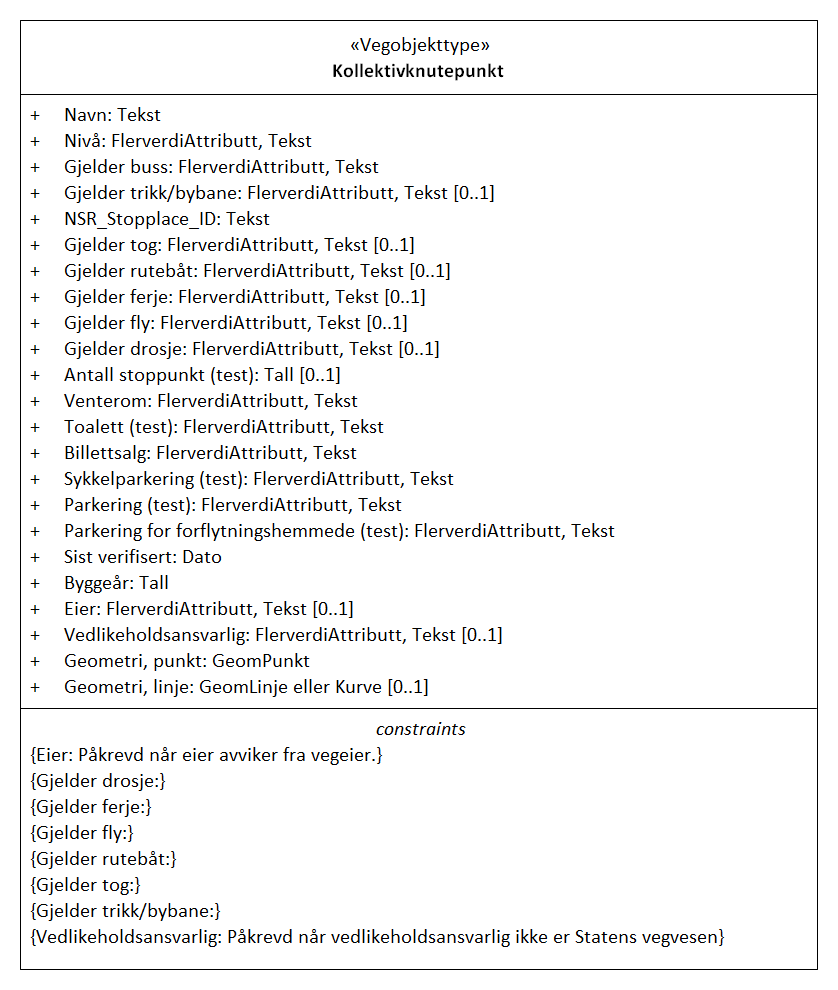 «Vegobjekttype»
Kollektivknutepunkt
+ Navn: Tekst
+ Nivå: FlerverdiAttributt, Tekst
+ Gjelder buss: FlerverdiAttributt, Tekst
+ Gjelder trikk/bybane: FlerverdiAttributt, Tekst [0..1]
+ NSR_Stopplace_ID: Tekst
+ Gjelder tog: FlerverdiAttributt, Tekst [0..1]
+ Gjelder rutebåt: FlerverdiAttributt, Tekst [0..1]
+ Gjelder ferje: FlerverdiAttributt, Tekst [0..1]
+ Gjelder fly: FlerverdiAttributt, Tekst [0..1]
+ Gjelder drosje: FlerverdiAttributt, Tekst [0..1]
+ Antall stoppunkt (test): Tall [0..1]
+ Venterom: FlerverdiAttributt, Tekst
+ Toalett (test): FlerverdiAttributt, Tekst
+ Billettsalg: FlerverdiAttributt, Tekst
+ Sykkelparkering (test): FlerverdiAttributt, Tekst
+ Parkering (test): FlerverdiAttributt, Tekst
+ Parkering for forflytningshemmede (test): FlerverdiAttributt, Tekst
+ Sist verifisert: Dato
+ Byggeår: Tall
+ Eier: FlerverdiAttributt, Tekst [0..1]
+ Vedlikeholdsansvarlig: FlerverdiAttributt, Tekst [0..1]
+ Geometri, punkt: GeomPunkt
+ Geometri, linje: GeomLinje eller Kurve [0..1]
constraints
{Eier: Påkrevd når eier avviker fra vegeier.}
{Gjelder drosje:}
{Gjelder ferje:}
{Gjelder fly:}
{Gjelder rutebåt:}
{Gjelder tog:}
{Gjelder trikk/bybane:}
{Vedlikeholdsansvarlig: Påkrevd når vedlikeholdsansvarlig ikke er Statens vegvesen}